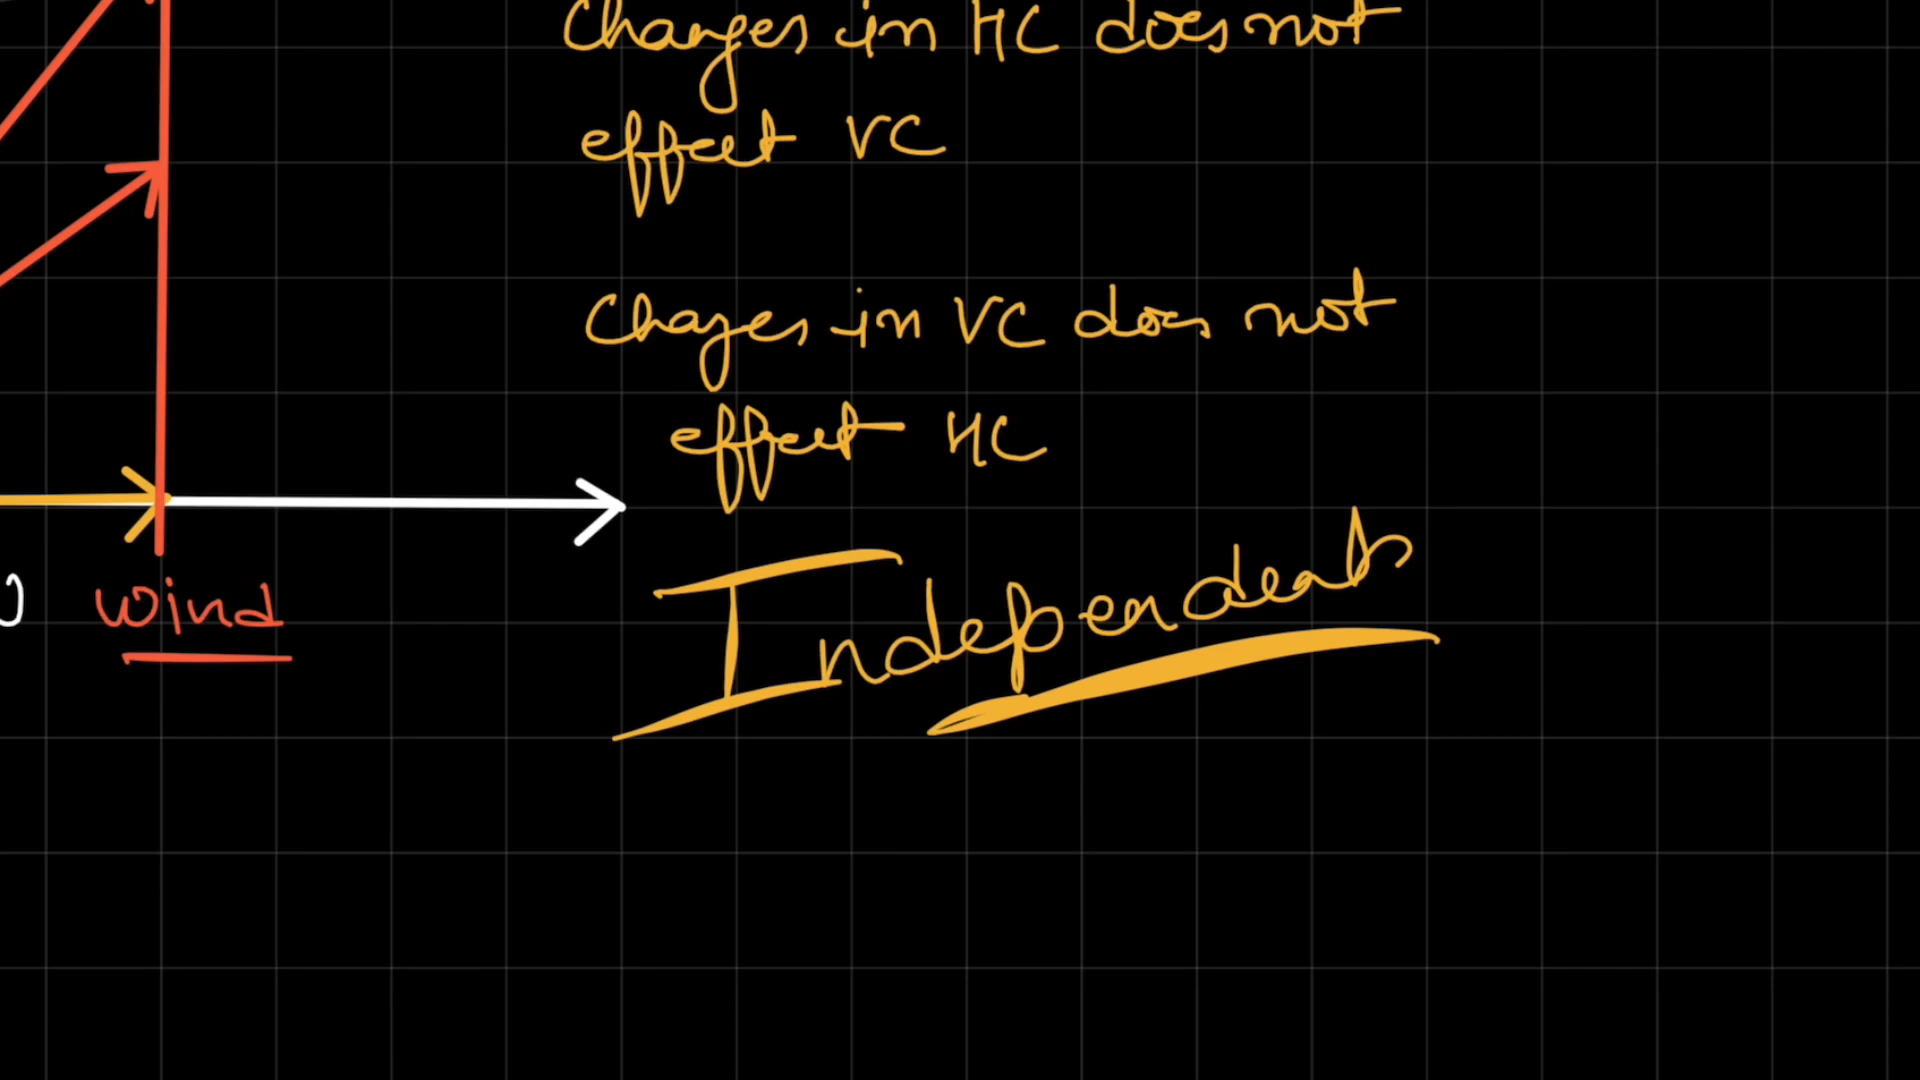 Changes in HC does not
effect VC
Chages in VC does not
effect HC
Independent
wind